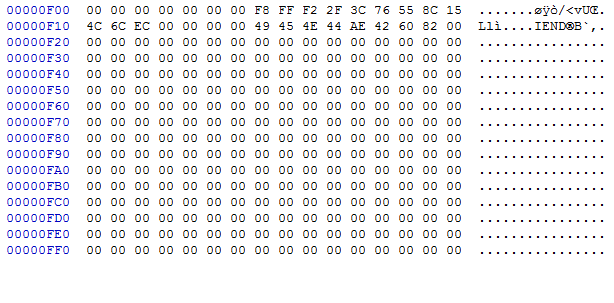 00000F00 00 00 00 00 00 00 00 F8 FF F2 2F 3C 76 55 8C 15 .......øÿò/<vUŒ.
00000F10 4C 6C EC 00 00 00 00 49 45 4E 44 AE 42 60 82 00 Llì....IEND®B`‚.
00000F20 00 00 00 00 00 00 00 00 00 00 00 00 00 00 00 00 ................
00000F30 00 00 00 00 00 00 00 00 00 00 00 00 00 00 00 00 ................
00000F40 00 00 00 00 00 00 00 00 00 00 00 00 00 00 00 00 ................
00000F50 00 00 00 00 00 00 00 00 00 00 00 00 00 00 00 00 ................
00000F60 00 00 00 00 00 00 00 00 00 00 00 00 00 00 00 00 ................
00000F70 00 00 00 00 00 00 00 00 00 00 00 00 00 00 00 00 ................
00000F80 00 00 00 00 00 00 00 00 00 00 00 00 00 00 00 00 ................
00000F90 00 00 00 00 00 00 00 00 00 00 00 00 00 00 00 00 ................
00000FA0 00 00 00 00 00 00 00 00 00 00 00 00 00 00 00 00 ................
00000FB0 00 00 00 00 00 00 00 00 00 00 00 00 00 00 00 00 ................
00000FC0 00 00 00 00 00 00 00 00 00 00 00 00 00 00 00 00 ................
00000FD0 00 00 00 00 00 00 00 00 00 00 00 00 00 00 00 00 ................
00000FE0 00 00 00 00 00 00 00 00 00 00 00 00 00 00 00 00 ................
00000FF0 00 00 00 00 00 00 00 00 00 00 00 00 00 00 00 00 ................